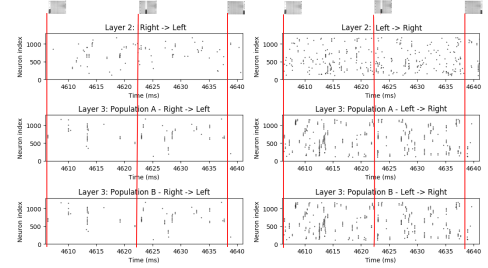 Layer 2: Right -> Left
Neuron index
1000
500
0
4610 4615 4620 4625 4630 4635 4640
Time (ms)
Layer 2: Left -> Right
Neuron index
1000
500
0
4610 4615 4620 4625 4630 4635 4640
Time (ms)
Layer 3: Population A - Right -> Left
Neuron index
1000
500
0
4610 4615 4620 4625 4630 4635 4640
Time (ms)
Layer 3: Population A - Left -> Right
Neuron index
1000
500
0
4610 4615 4620 4625 4630 4635 4640
Time (ms)
Layer 3: Population B - Right -> Left
Neuron index
1000
500
0
4610 4615 4620 4625 4630 4635 4640
Time (ms)
Layer 3: Population B - Left -> Right
Neuron index
1000
500
0
4610 4615 4620 4625 4630 4635 4640
Time (ms)